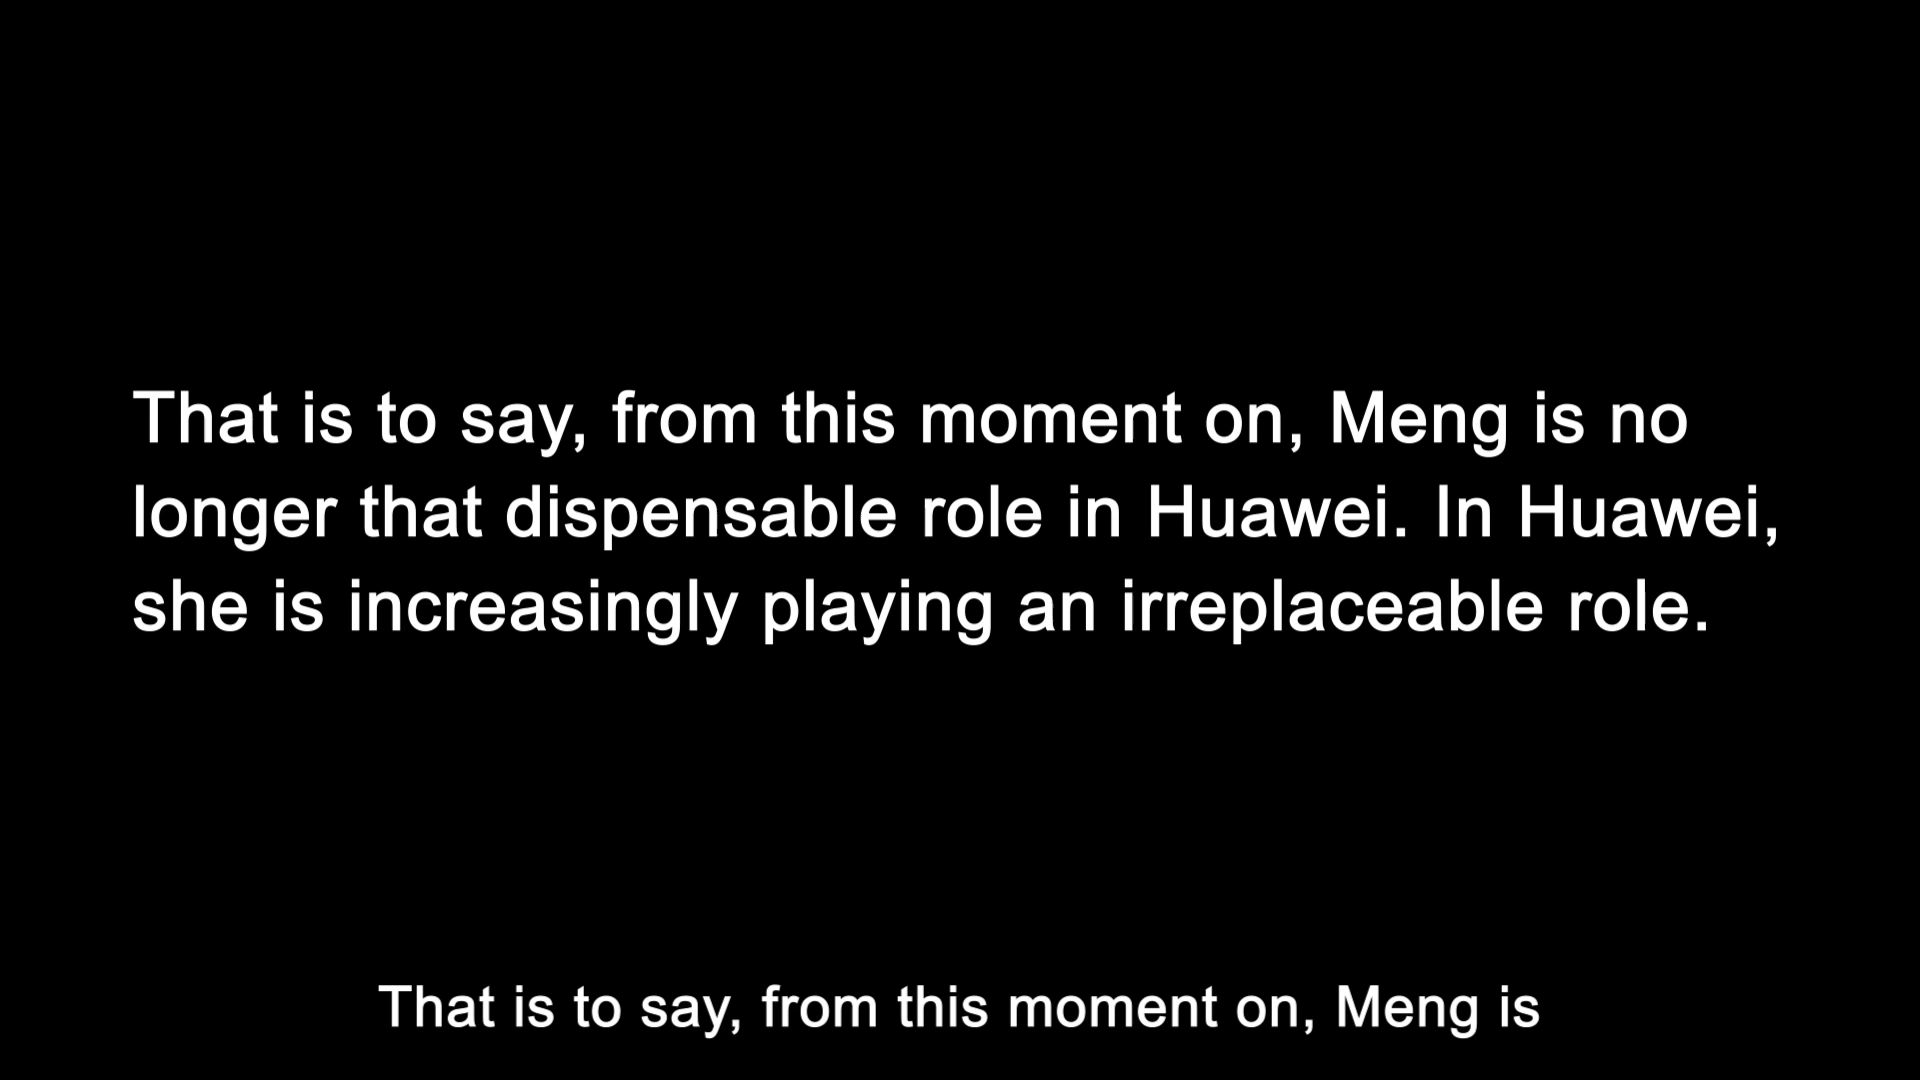 That is to say, from this moment on, Meng is no
longer that dispensable role in Huawei. In Huawei,
she is increasingly playing an irreplaceable role.
That is to say, from this moment on, Meng is